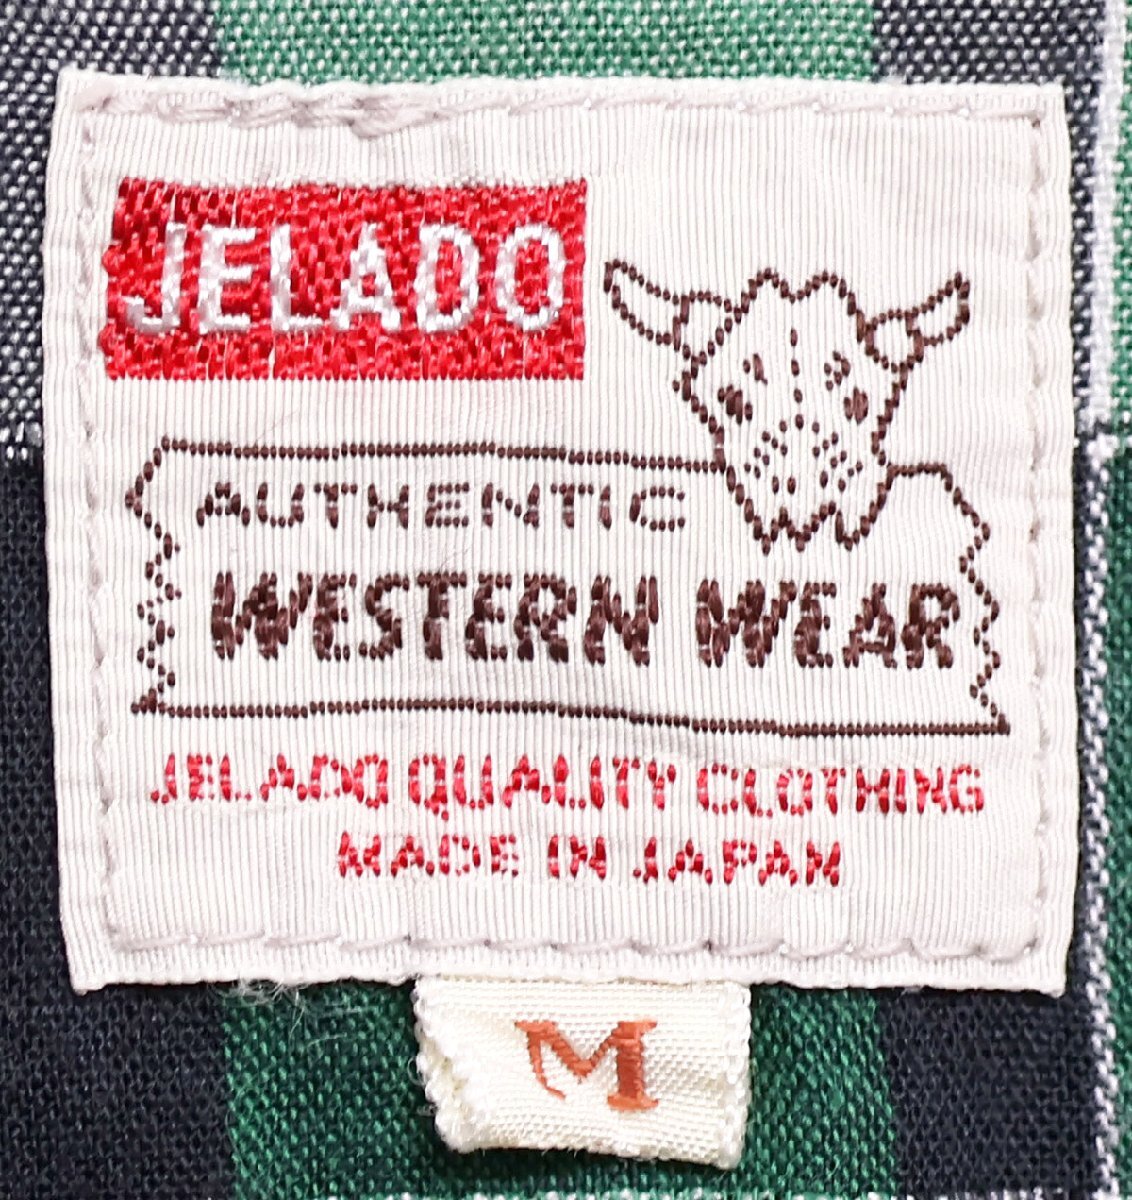 JELADO
AUTHENTIC
WESTERN WEAR
JELADO QUALITY CLOTHING
MADE IN JAPAN
M